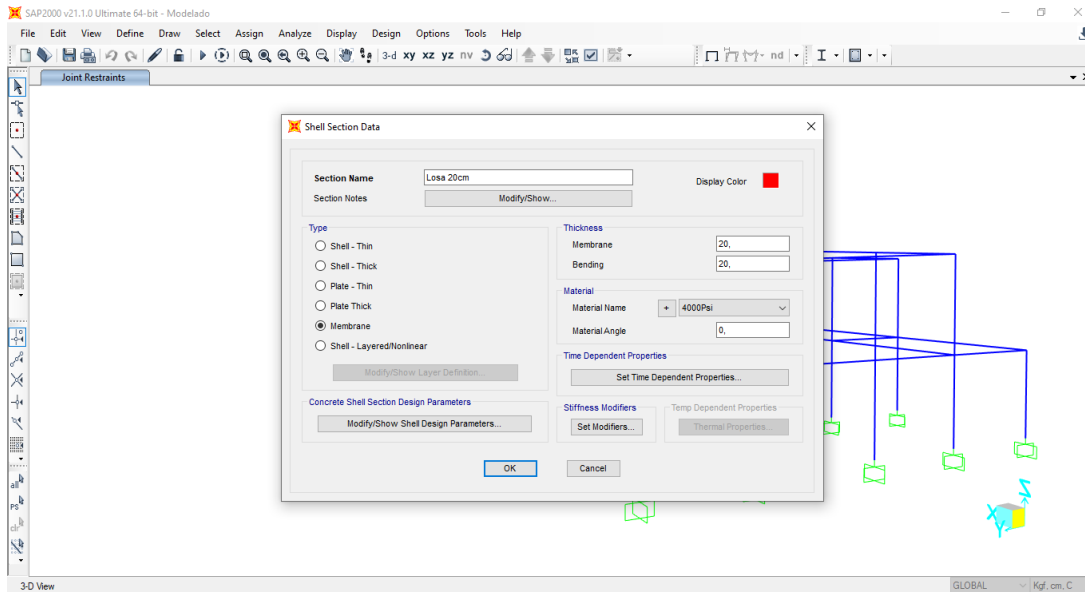 SAP2000 v21.1.0 Ultimate 64-bit - Modelado
File Edit View Define Draw Select Assign Analyze Display Design Options Tools Help
3-d xy xz yz nv nd
Joint Restraints
Shell Section Data
Section Name Losa 20cm Display Color
Section Notes Modify/Show...
Type
Shell - Thin
Shell - Thick
Plate - Thin
Plate Thick
Membrane
Shell - Layered/Nonlinear
Modify/Show Layer Definition...
Concrete Shell Section Design Parameters
Modify/Show Shell Design Parameters...
Thickness
Membrane 20,
Bending 20,
Material
Material Name + 4000Psi
Material Angle 0,
Time Dependent Properties
Set Time Dependent Properties...
Stiffness Modifiers
Set Modifiers...
Temp Dependent Properties
Thermal Properties...
OK Cancel
all
PS
clr
X Y Z
3-D View GLOBAL Kgf, cm, C